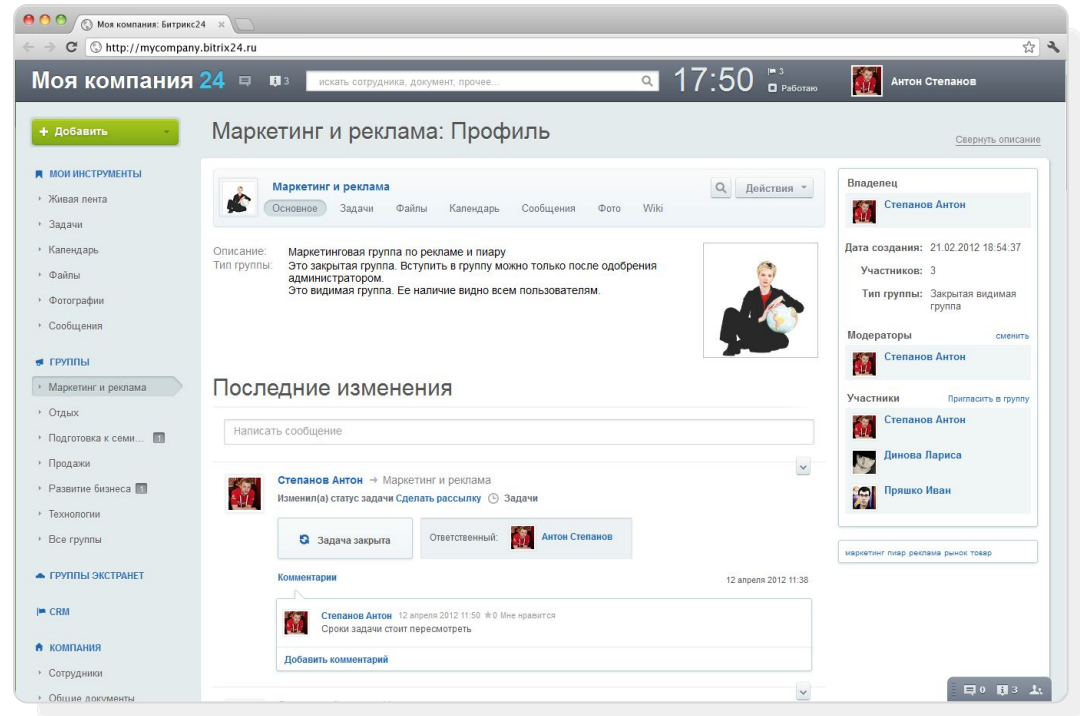 Моя компания: Битрикс24
http://mycompany.bitrix24.ru
Моя компания 24
3
искать сотрудника, документ, прочее...
17:50
3
Работаю
Антон Степанов
Добавить
Маркетинг и реклама: Профиль
Свернуть описание
МОИ ИНСТРУМЕНТЫ
Живая лента
Задачи
Календарь
Файлы
Фотографии
Сообщения
ГРУППЫ
Маркетинг и реклама
Отдых
Подготовка к семи... 1
Продажи
Развитие бизнеса 1
Технологии
Все группы
ГРУППЫ ЭКСТРАНЕТ
CRM
КОМПАНИЯ
Сотрудники
Общие документы
Маркетинг и реклама
Действия
Основное Задачи Файлы Календарь Сообщения Фото Wiki
Описание: Маркетинговая группа по рекламе и пиару
Тип группы: Это закрытая группа. Вступить в группу можно только после одобрения
администратором.
Это видимая группа. Ее наличие видно всем пользователям.
Последние изменения
Написать сообщение
Степанов Антон → Маркетинг и реклама
Изменил(а) статус задачи Сделать рассылку Задачи
Задача закрыта
Ответственный: Антон Степанов
Комментарии
12 апреля 2012 11:38
Степанов Антон 12 апреля 2012 11:50 ★0 Мне нравится
Сроки задачи стоит пересмотреть
Добавить комментарий
Владелец
Степанов Антон
Дата создания: 21.02.2012 18:54:37
Участников: 3
Тип группы: Закрытая видимая
группа
Модераторы сменить
Степанов Антон
Участники Пригласить в группу
Степанов Антон
Динова Лариса
Пряшко Иван
маркетинг пиар реклама рынок товар
0 3